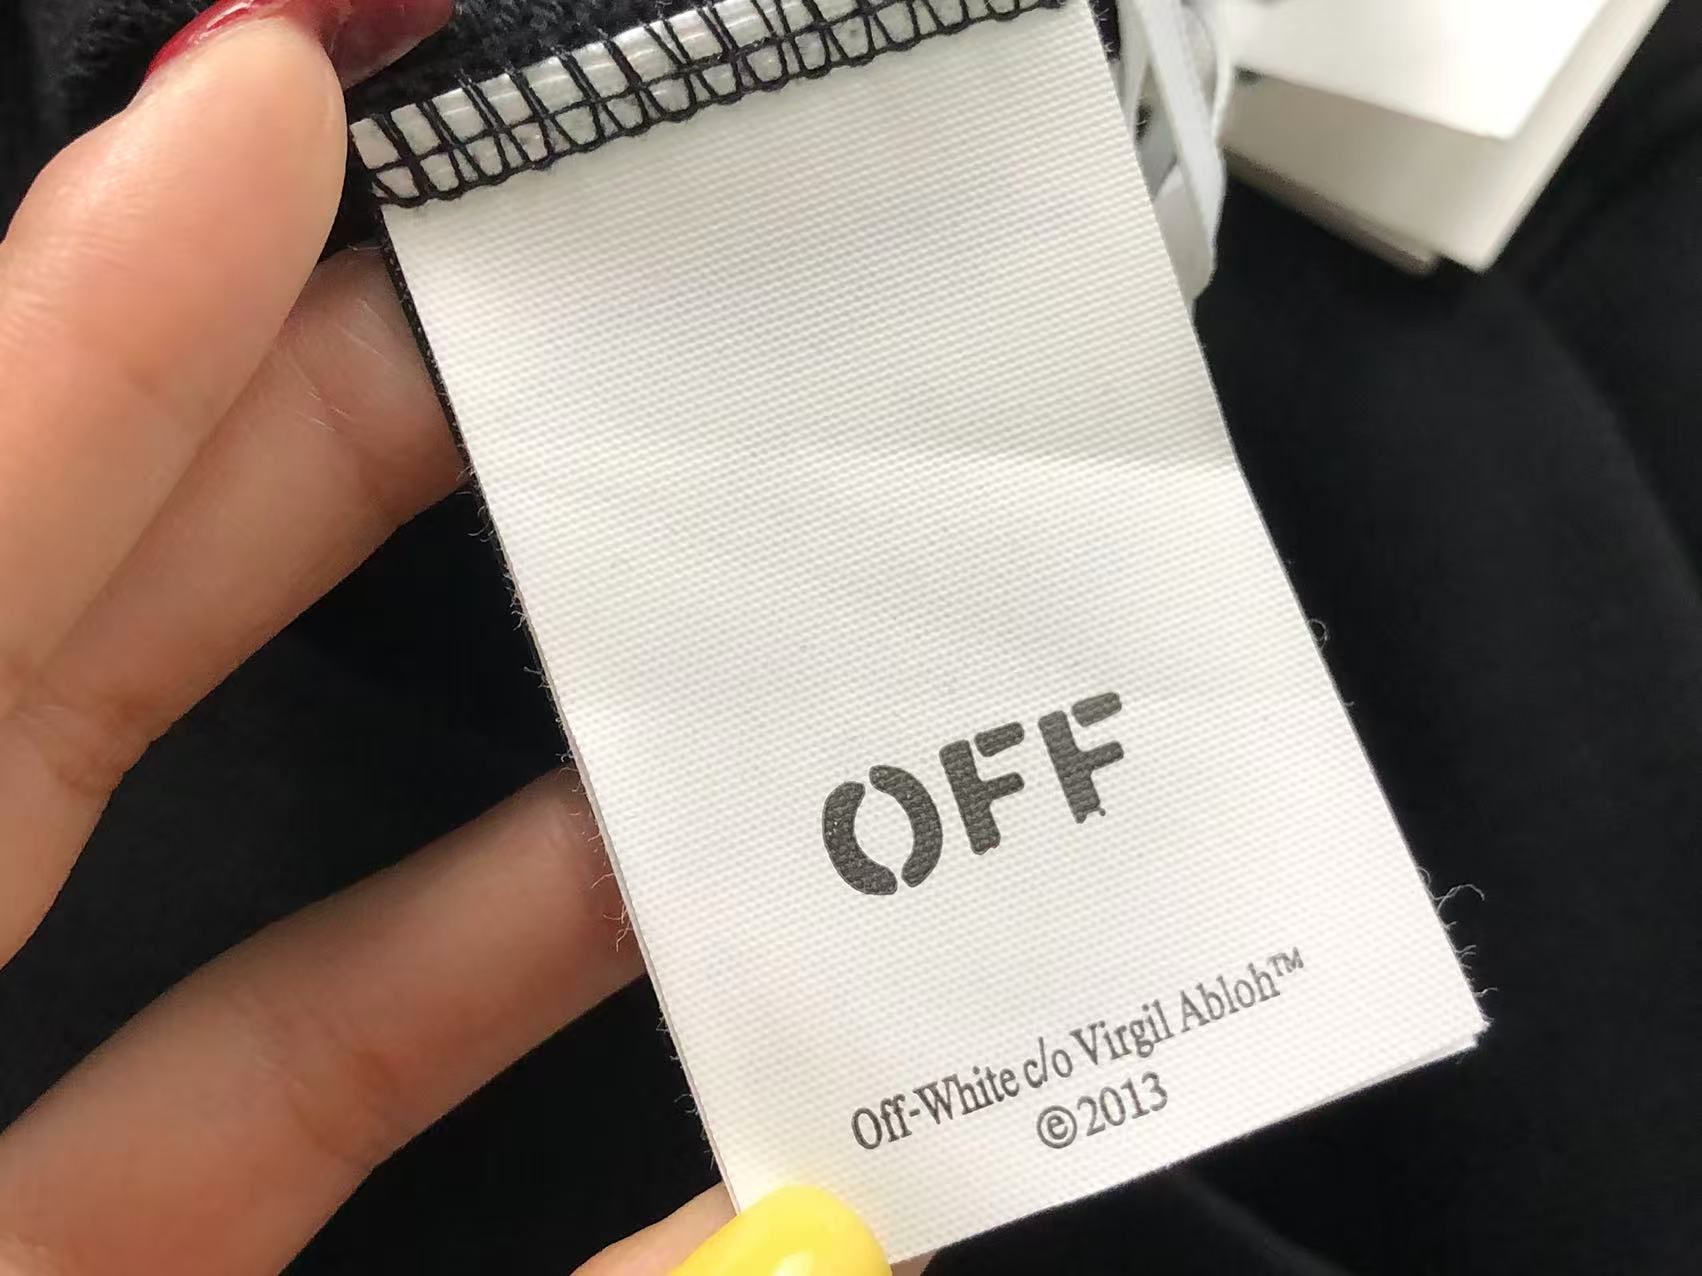 OFF
Off-White c/o Virgil Abloh™
©2013